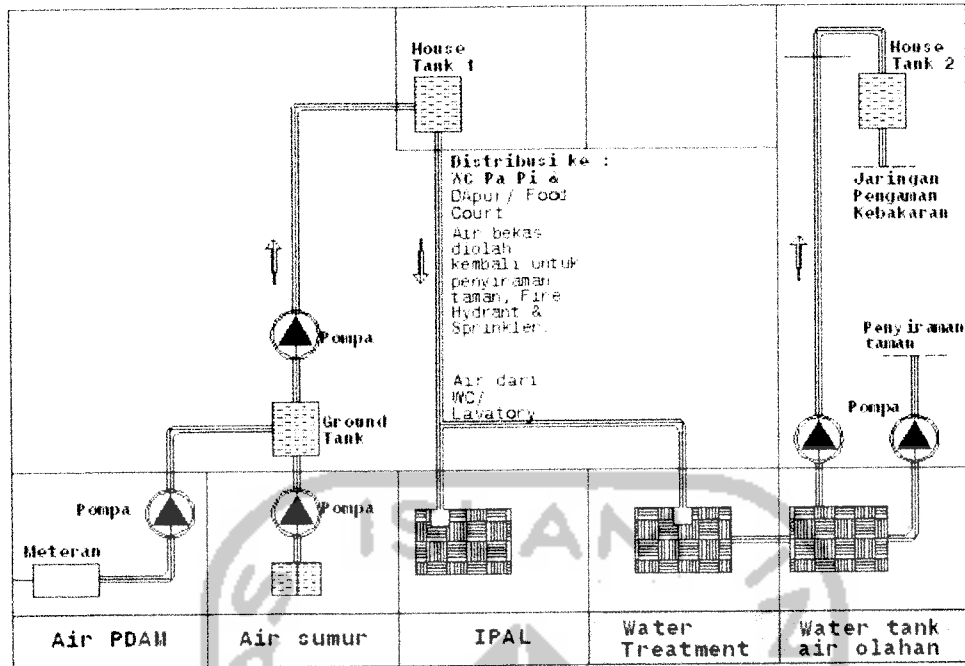 House
Tank 1
House
Tank 2
Distribusi ke :
WC Pa Pi &
DApur/ Food
Court
Air bekas
diolah
kembali untuk
penyiraman
taman, Fire
Hydrant &
Sprinkler.
Jaringan
Pengaman
Kebakaran
Pompa
Penyiraman
taman
Air dari
WC/
Lavatory
Ground
Tank
Pompa
Pompa
Pompa
Meteran
ISLAM
Air PDAM
Air sumur
IPAL
Water
Treatment
Water tank
air olahan